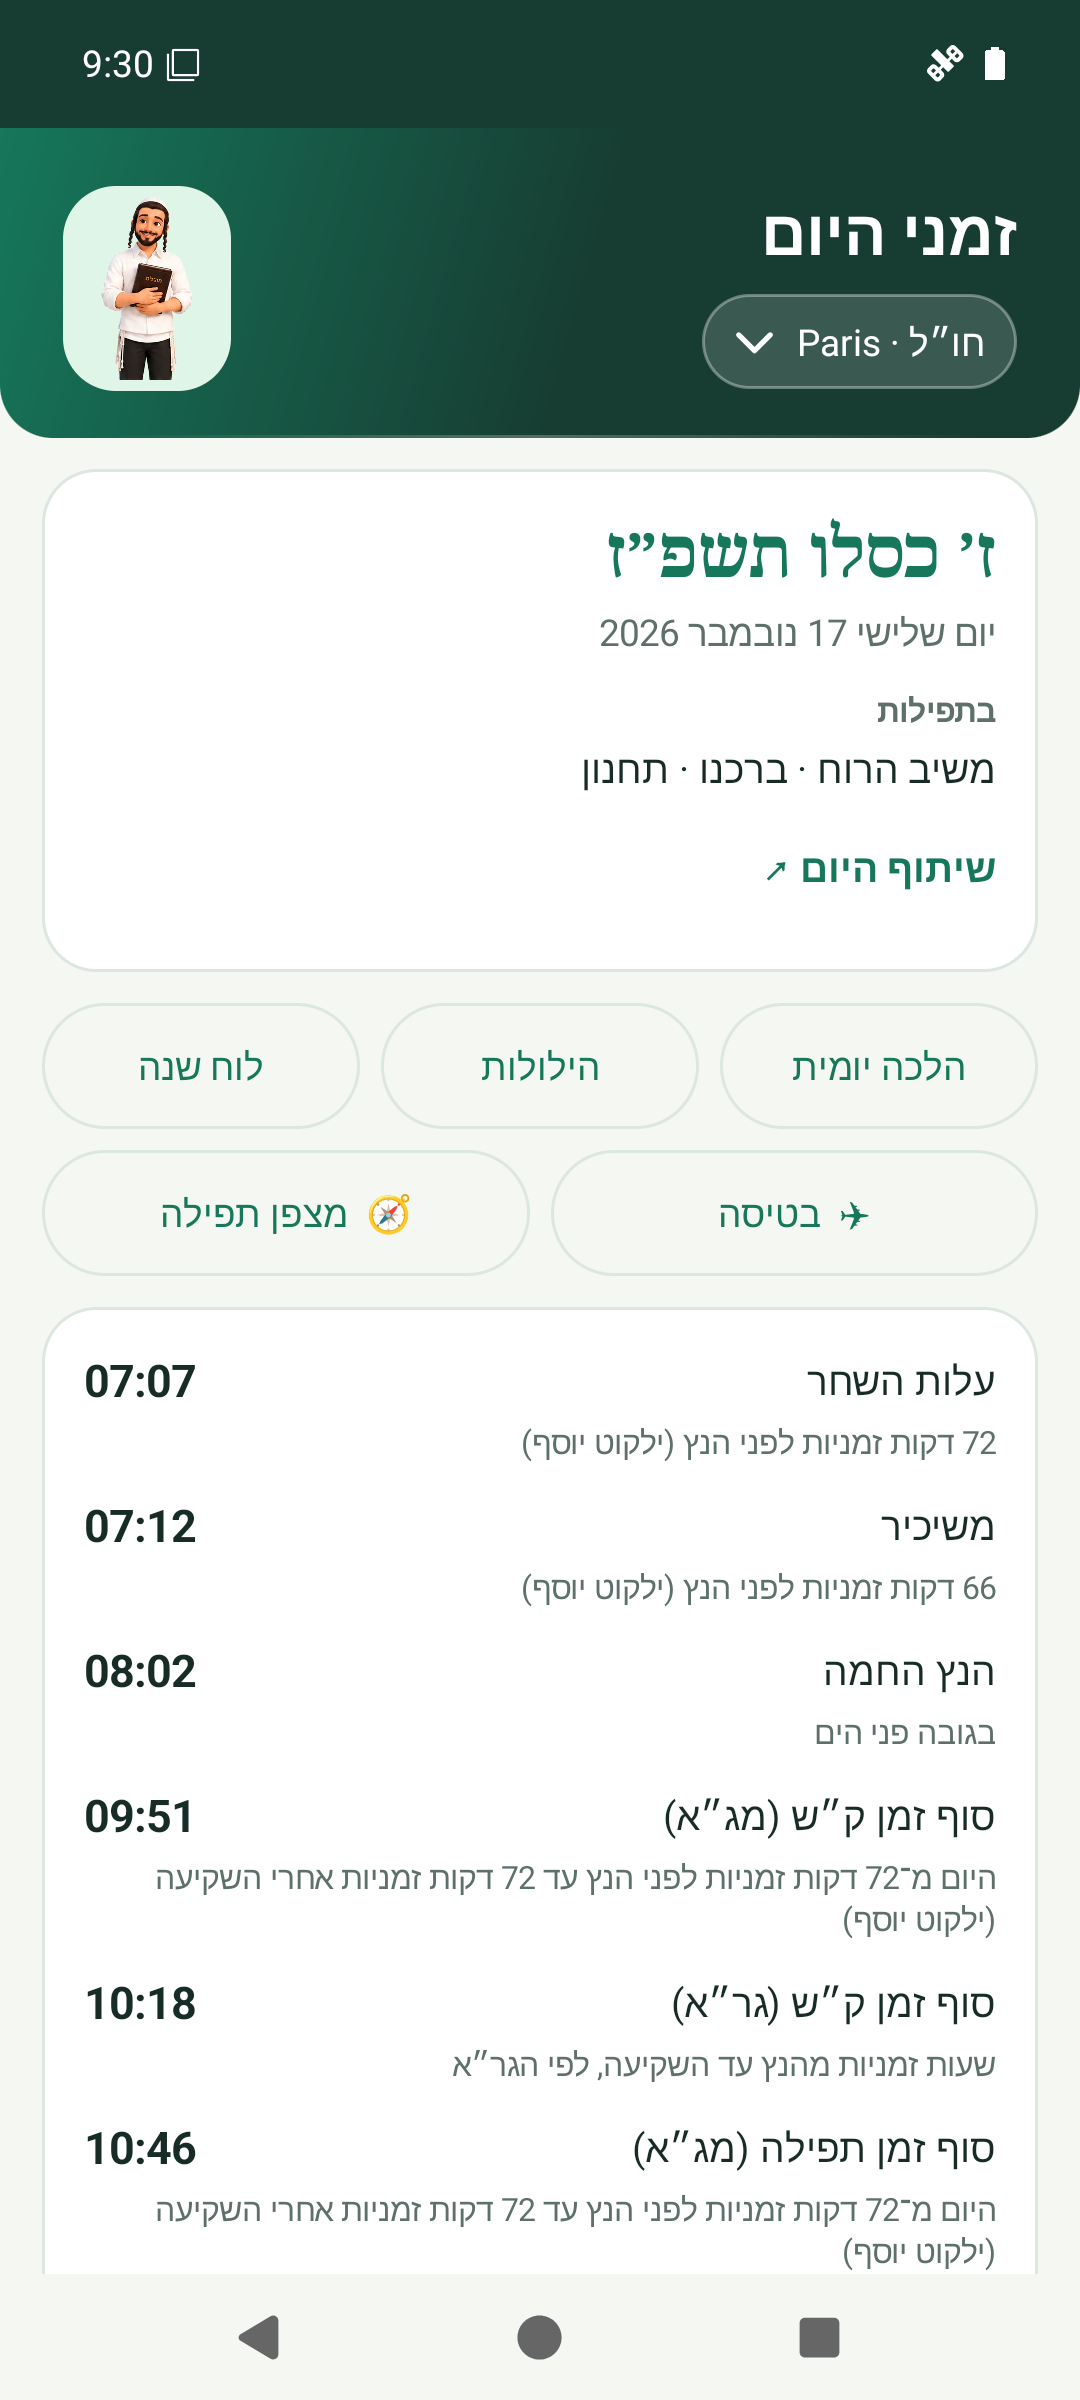 9:30
זמני היום
חו״ל · Paris
ז׳ כסלו תשפ״ז
יום שלישי 17 נובמבר 2026
בתפילות
משיב הרוח · ברכנו · תחנון
שיתוף היום ↗
הלכה יומית
הילולות
לוח שנה
✈ בטיסה
🧭 מצפן תפילה
עלות השחר 07:07
72 דקות זמניות לפני הנץ (ילקוט יוסף)
משיכיר 07:12
66 דקות זמניות לפני הנץ (ילקוט יוסף)
הנץ החמה 08:02
בגובה פני הים
סוף זמן ק״ש (מג״א) 09:51
היום מ־72 דקות זמניות לפני הנץ עד 72 דקות זמניות אחרי השקיעה
(ילקוט יוסף)
סוף זמן ק״ש (גר״א) 10:18
שעות זמניות מהנץ עד השקיעה, לפי הגר״א
סוף זמן תפילה (מג״א) 10:46
היום מ־72 דקות זמניות לפני הנץ עד 72 דקות זמניות אחרי השקיעה
(ילקוט יוסף)